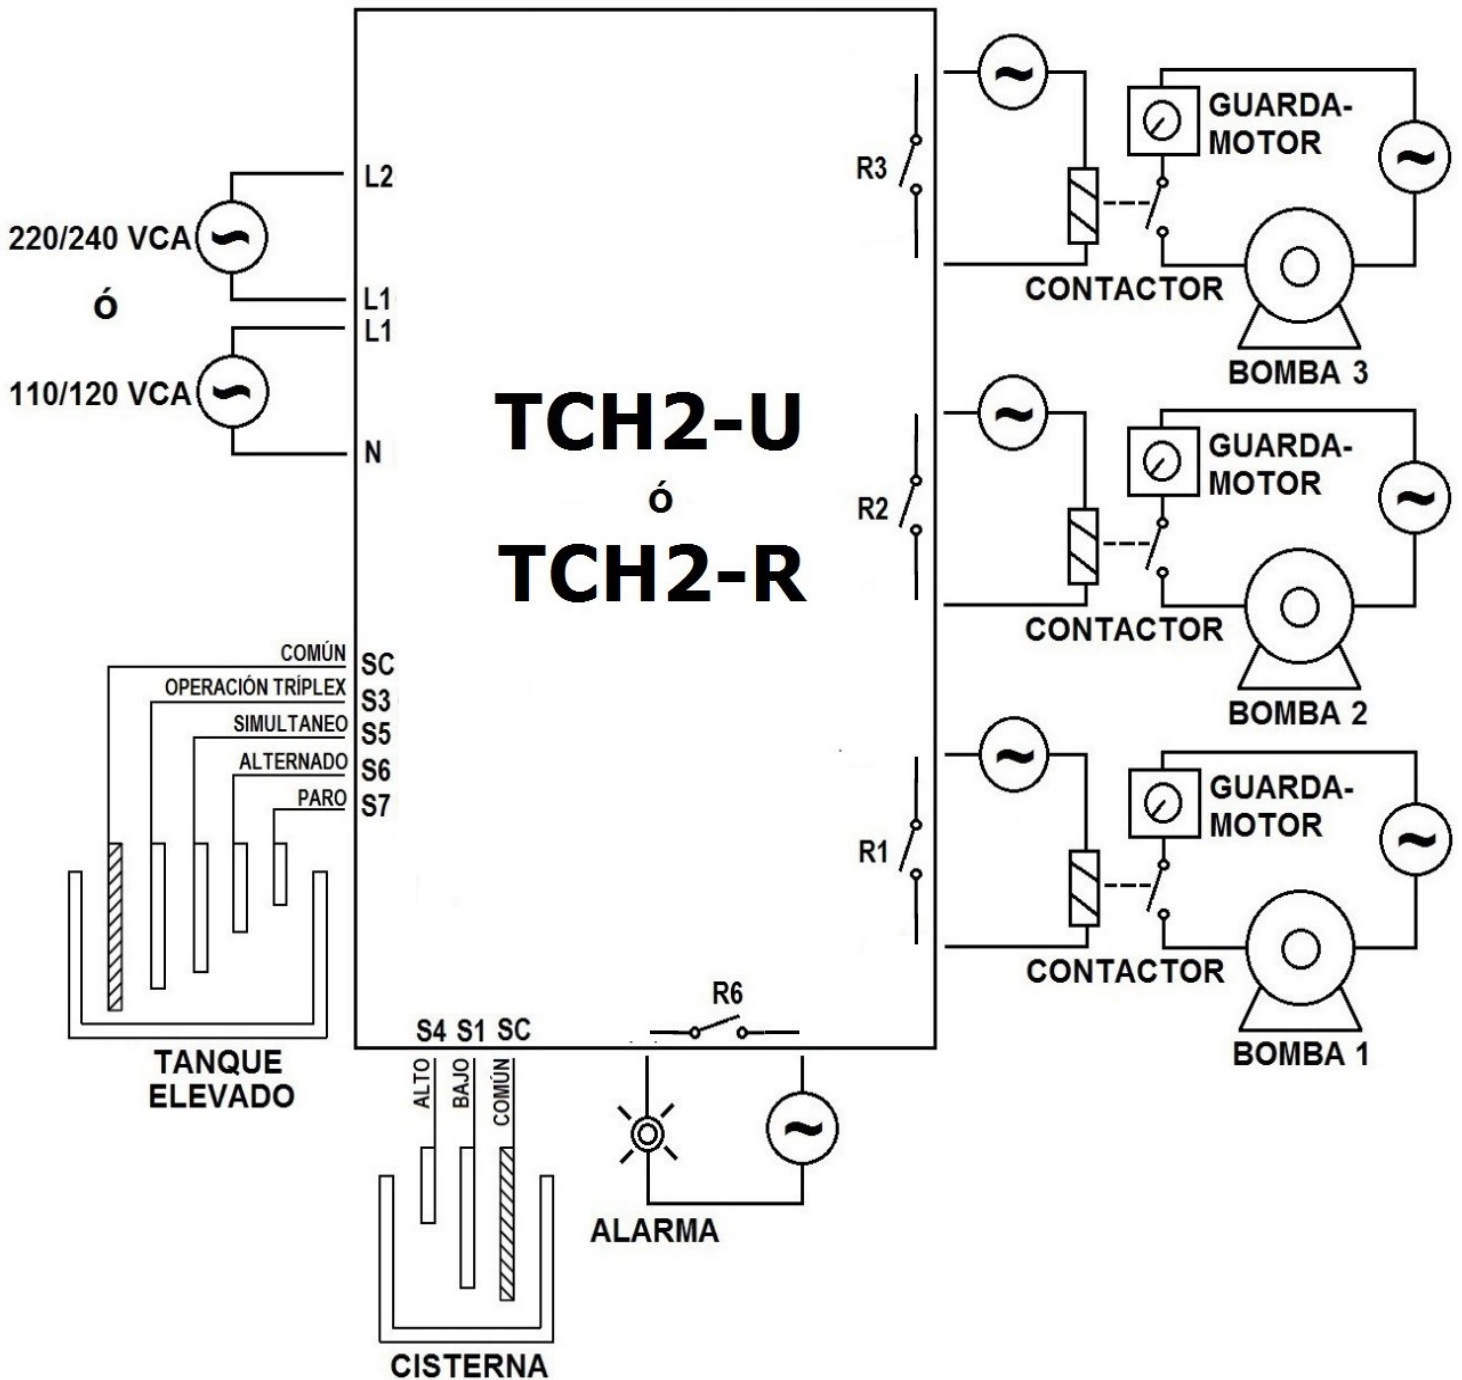 L2
220/240 VCA
ó
L1
L1
110/120 VCA
N
TCH2-U
ó
TCH2-R
COMÚN
SC
OPERACIÓN TRÍPLEX
S3
SIMULTANEO
S5
ALTERNADO
S6
PARO
S7
TANQUE
ELEVADO
S4 S1 SC
ALTO
BAJO
COMÚN
CISTERNA
R6
ALARMA
R3
GUARDA-
MOTOR
CONTACTOR
BOMBA 3
R2
GUARDA-
MOTOR
CONTACTOR
BOMBA 2
R1
GUARDA-
MOTOR
CONTACTOR
BOMBA 1